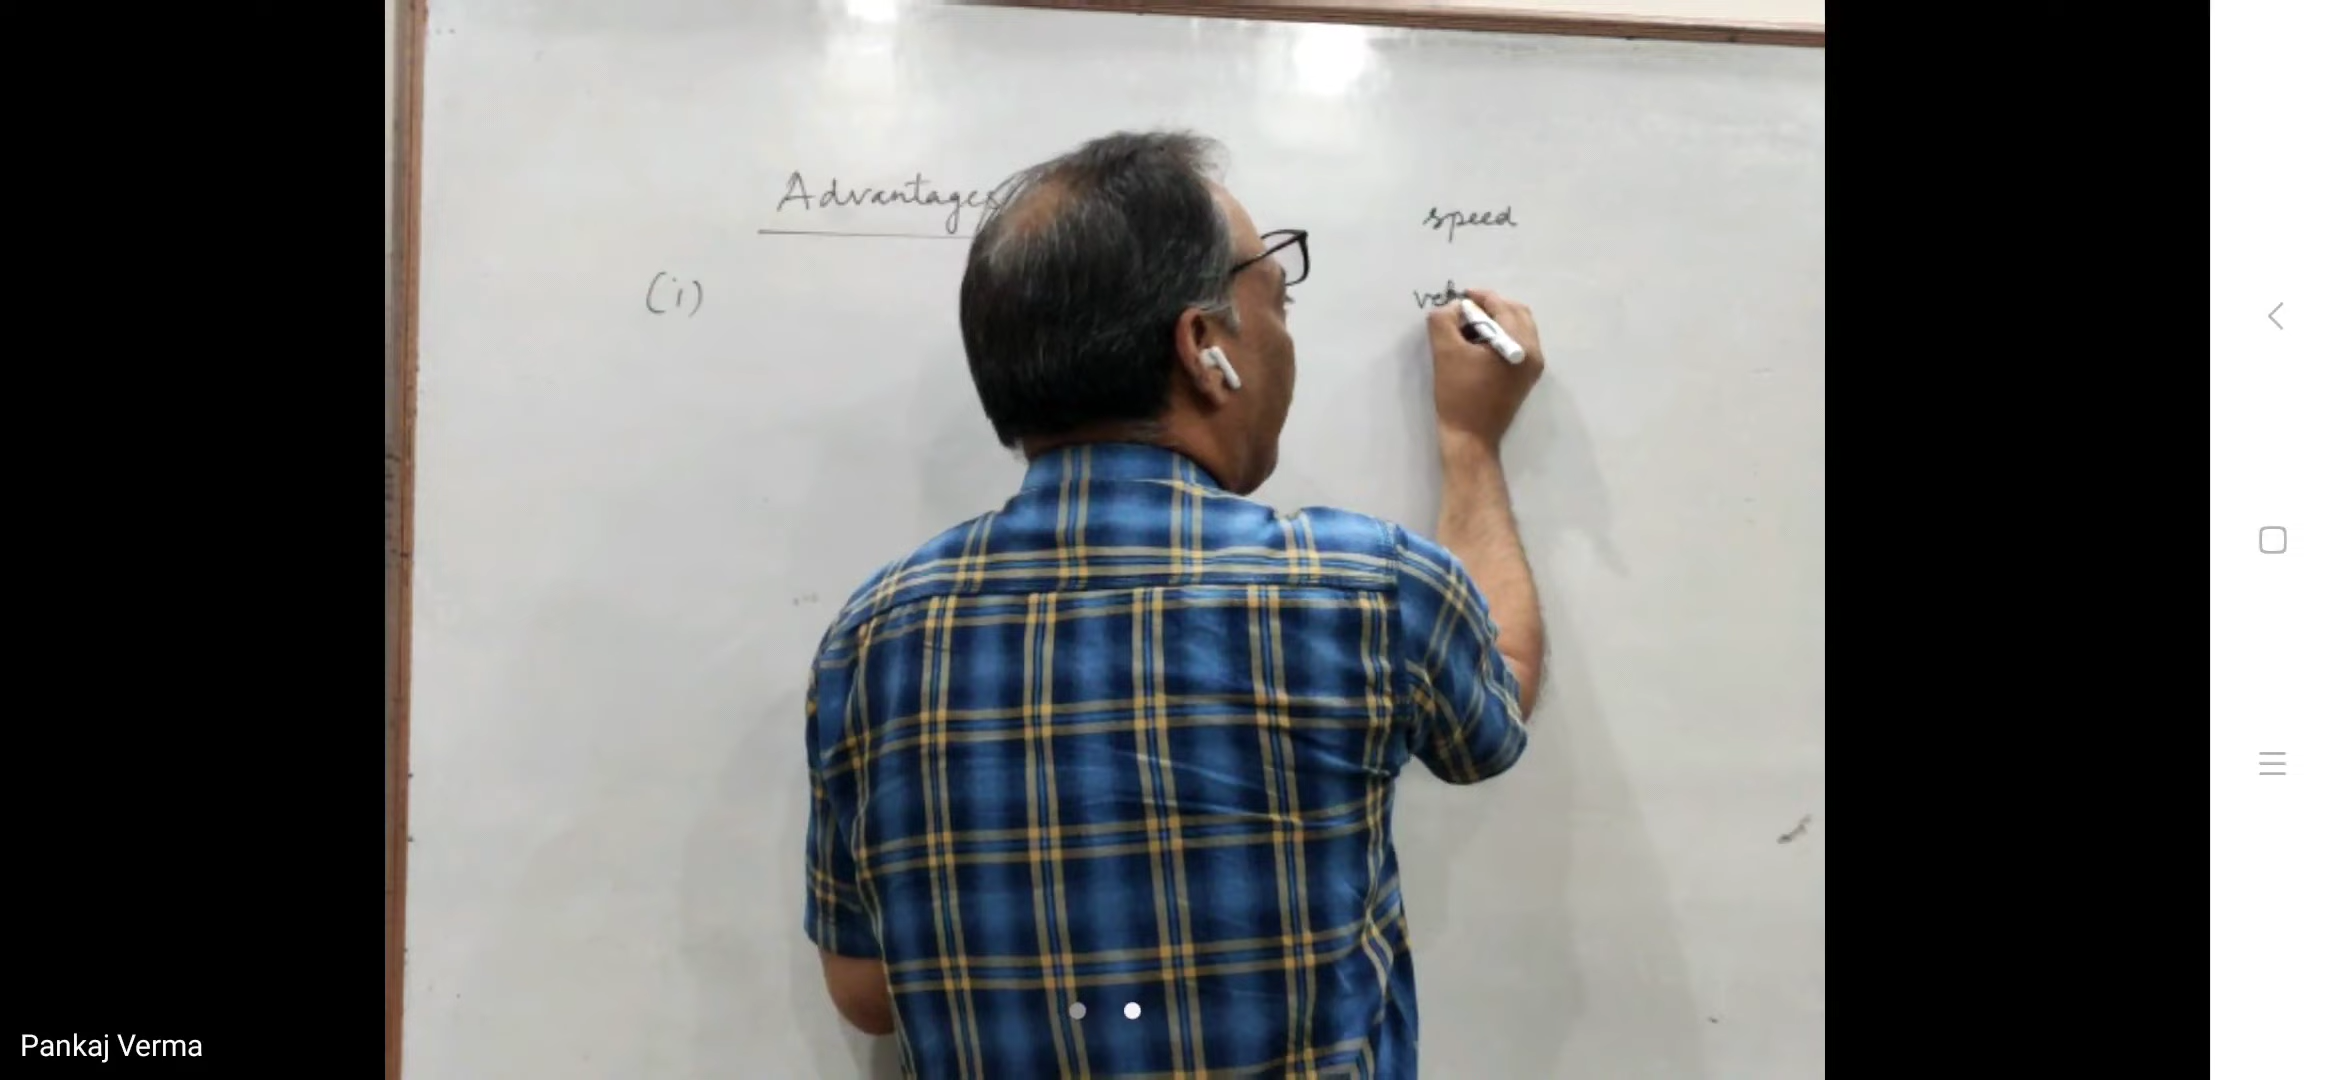 Advantages
speed
(i)
Pankaj Verma